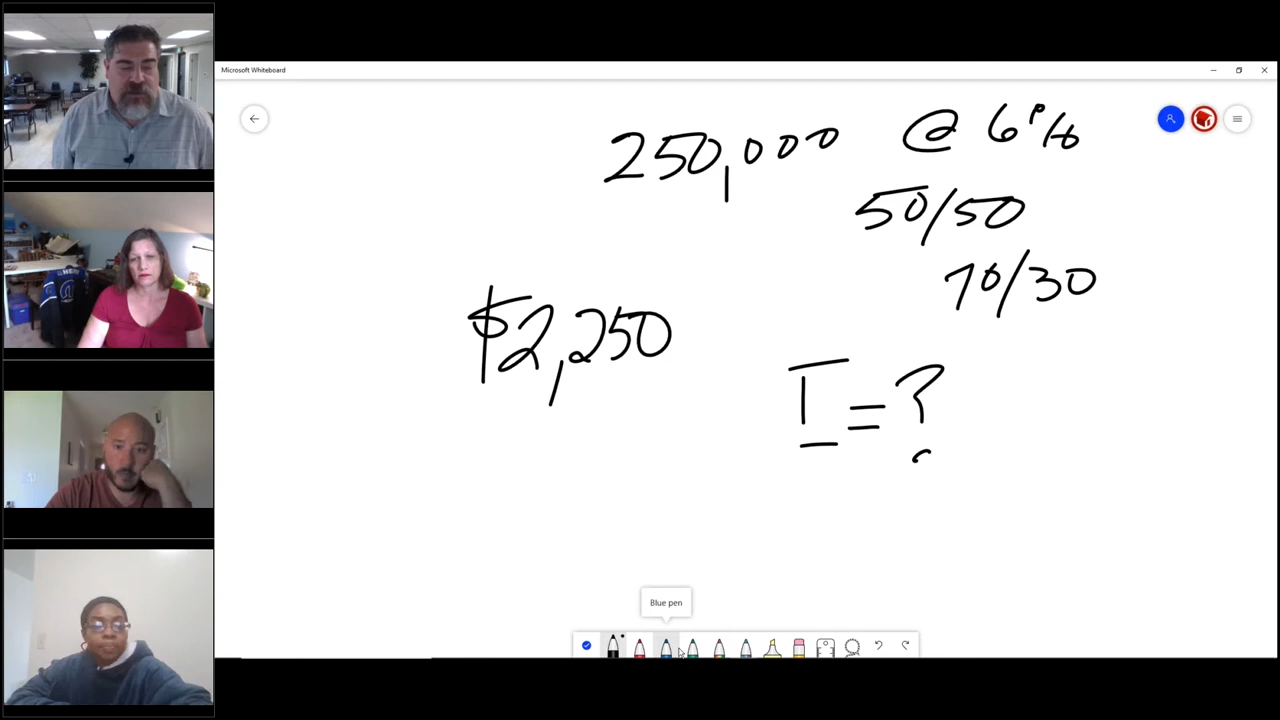 Microsoft Whiteboard
250,000 @ 6%
50/50
70/30
$2,250
I = ?
Blue pen